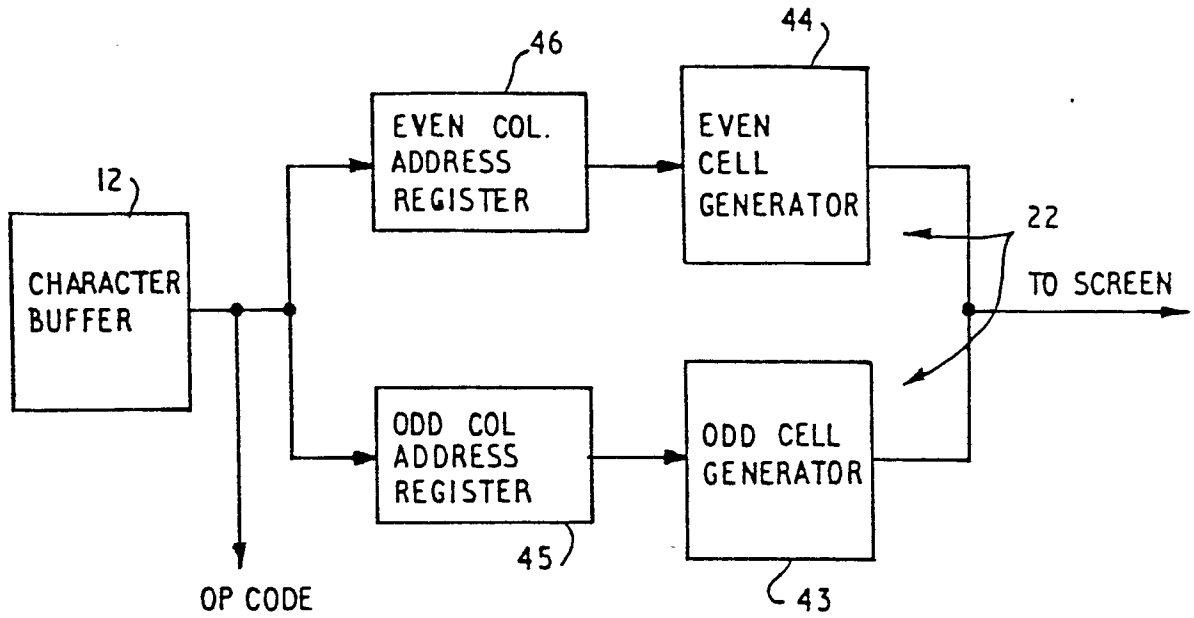 44
46
EVEN COL.
ADDRESS
REGISTER
EVEN
CELL
GENERATOR
12
CHARACTER
BUFFER
22
TO SCREEN
ODD COL
ADDRESS
REGISTER
ODD CELL
GENERATOR
45
43
OP CODE